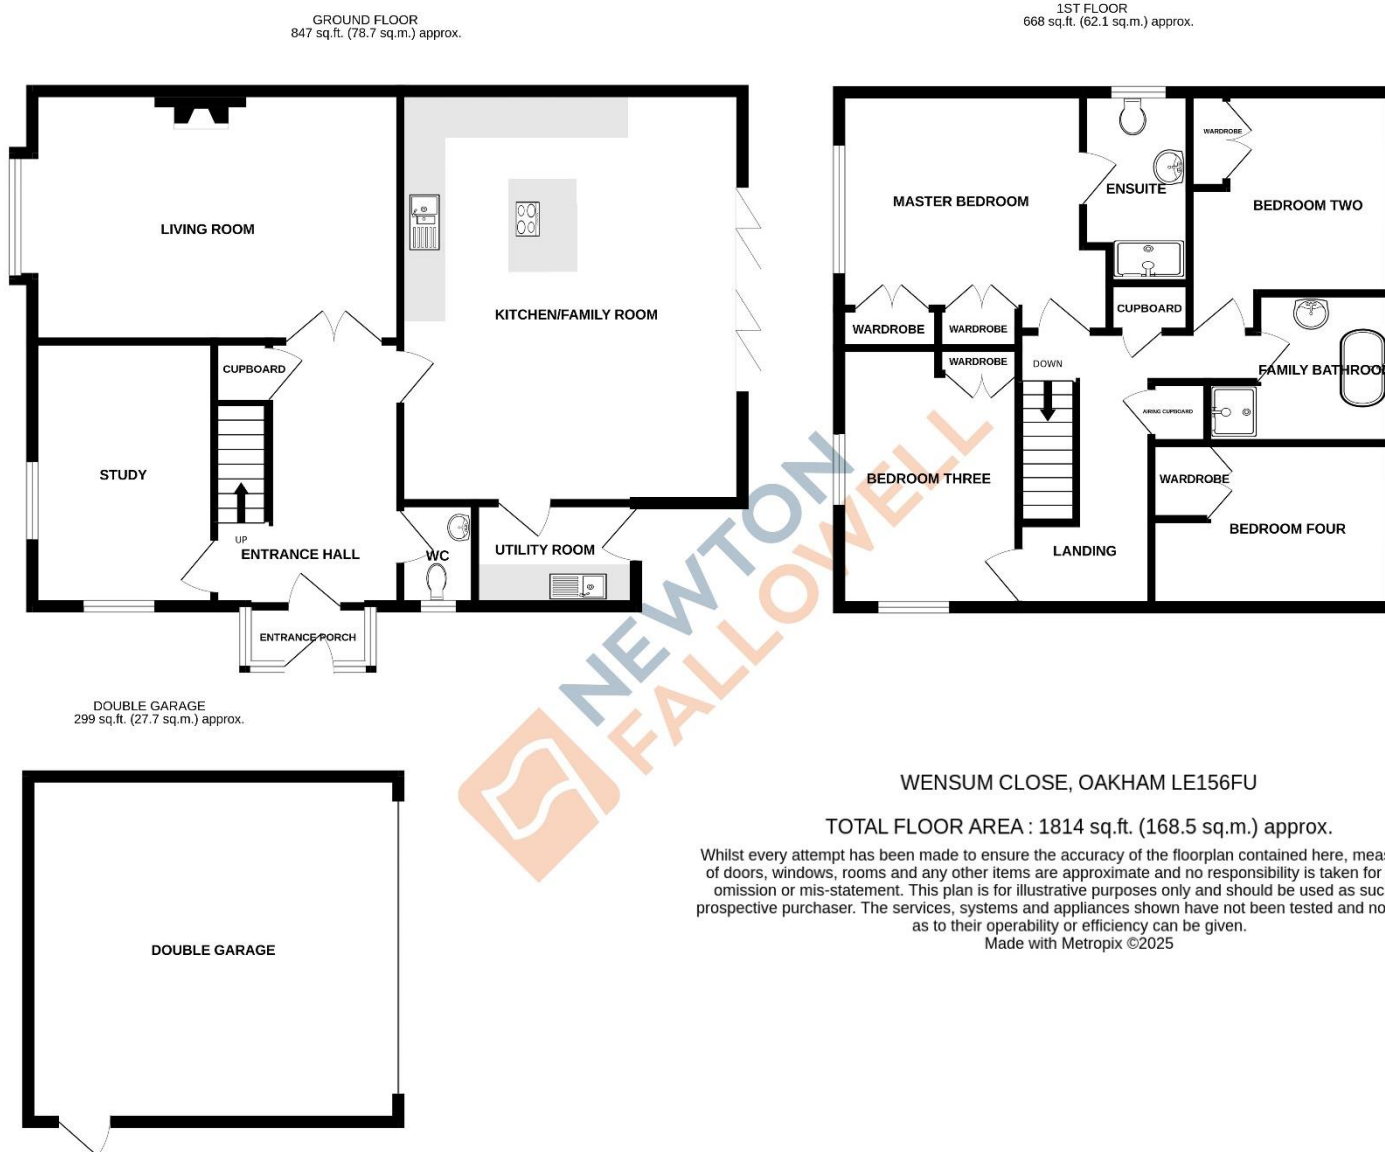 GROUND FLOOR
847 sq.ft. (78.7 sq.m.) approx.
LIVING ROOM
KITCHEN/FAMILY ROOM
CUPBOARD
STUDY
UP
ENTRANCE HALL
WC
UTILITY ROOM
ENTRANCE PORCH
1ST FLOOR
668 sq.ft. (62.1 sq.m.) approx.
WARDROBE
ENSUITE
MASTER BEDROOM
BEDROOM TWO
CUPBOARD
WARDROBE
WARDROBE
WARDROBE
DOWN
FAMILY BATHROO
AIRING CUPBOARD
BEDROOM THREE
WARDROBE
BEDROOM FOUR
LANDING
NEWTON
FALLOWELL
DOUBLE GARAGE
299 sq.ft. (27.7 sq.m.) approx.
DOUBLE GARAGE
WENSUM CLOSE, OAKHAM LE156FU
TOTAL FLOOR AREA : 1814 sq.ft. (168.5 sq.m.) approx.
Whilst every attempt has been made to ensure the accuracy of the floorplan contained here, meas
of doors, windows, rooms and any other items are approximate and no responsibility is taken for
omission or mis-statement. This plan is for illustrative purposes only and should be used as suc
prospective purchaser. The services, systems and appliances shown have not been tested and no
as to their operability or efficiency can be given.
Made with Metropix ©2025